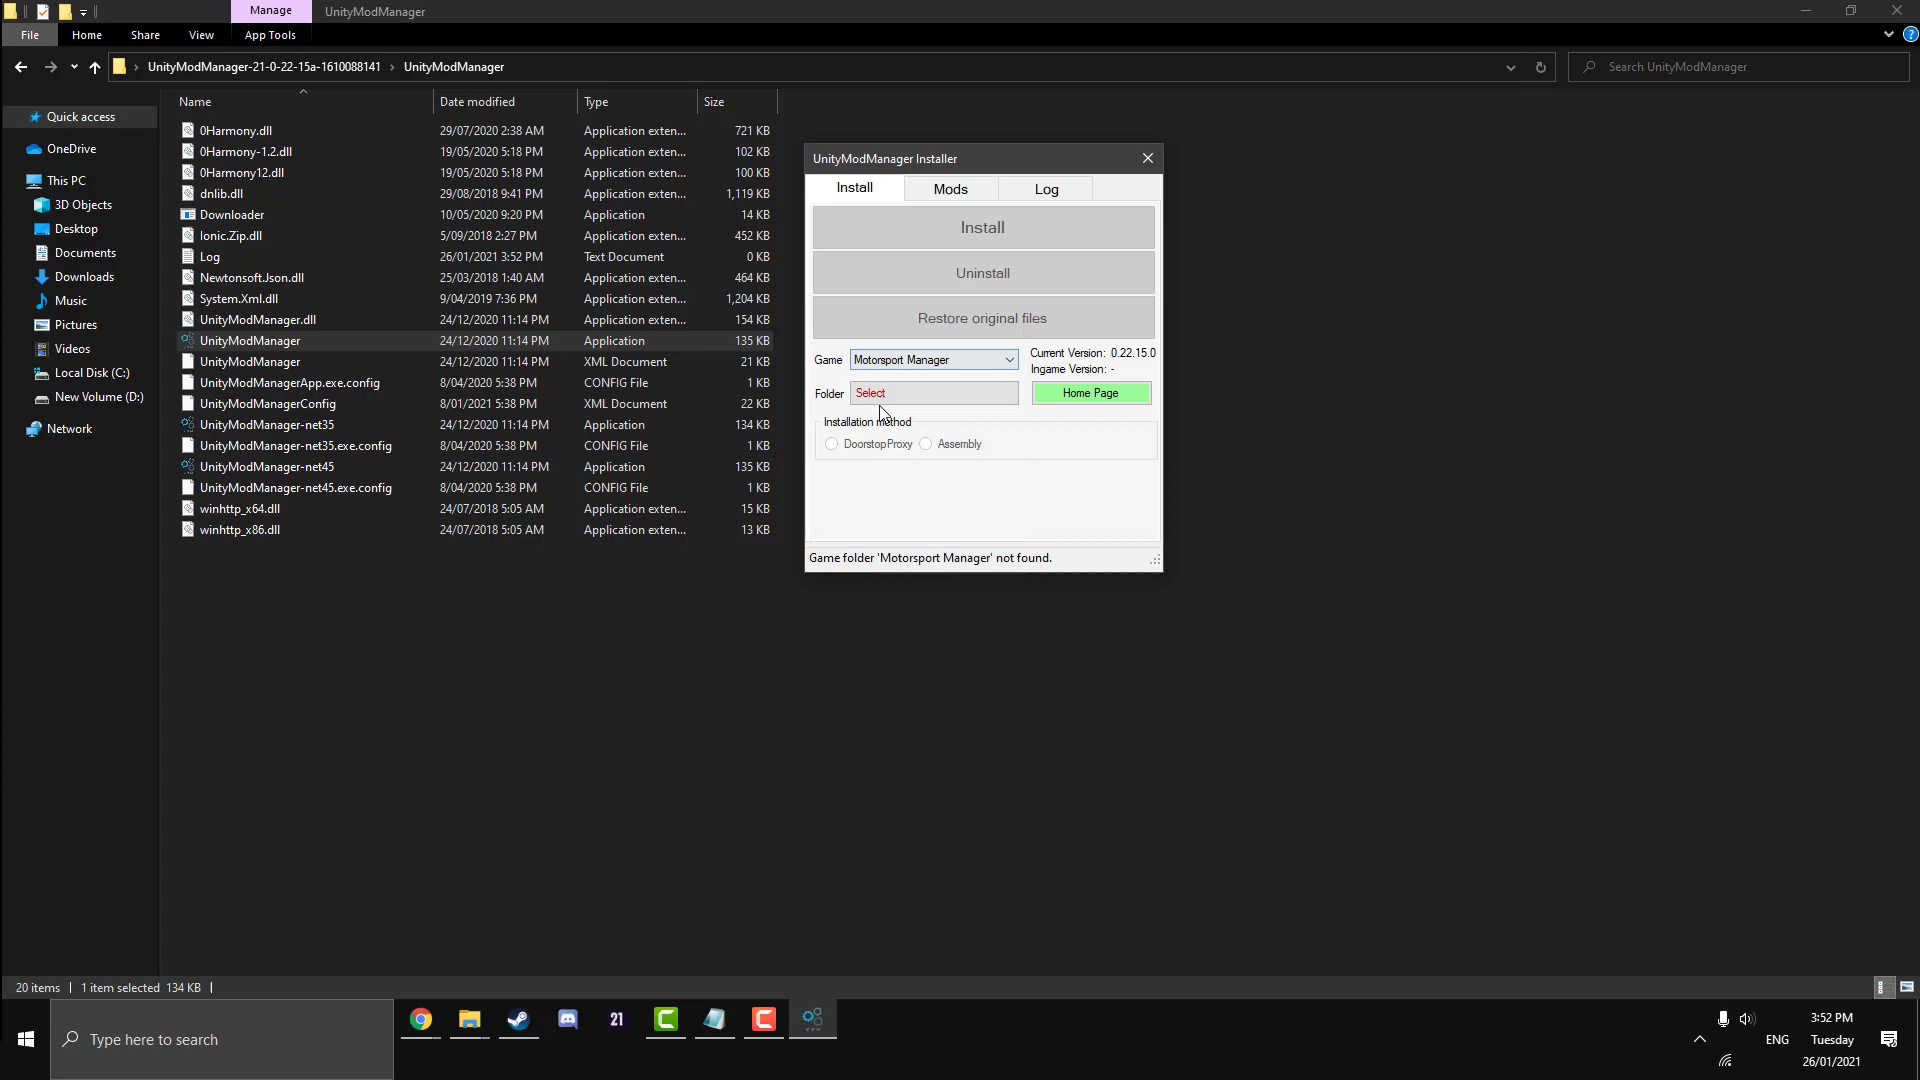 Manage
UnityModManager
File
Home
Share
View
App Tools
UnityModManager-21-0-22-15a-1610088141
UnityModManager
Search UnityModManager
Name
Date modified
Type
Size
Quick access
OneDrive
This PC
3D Objects
Desktop
Documents
Downloads
Music
Pictures
Videos
Local Disk (C:)
New Volume (D:)
Network
0Harmony.dll 29/07/2020 2:38 AM Application exten... 721 KB
0Harmony-1.2.dll 19/05/2020 5:18 PM Application exten... 102 KB
0Harmony12.dll 19/05/2020 5:18 PM Application exten... 100 KB
dnlib.dll 29/08/2018 9:41 PM Application exten... 1,119 KB
Downloader 10/05/2020 9:20 PM Application 14 KB
Ionic.Zip.dll 5/09/2018 2:27 PM Application exten... 452 KB
Log 26/01/2021 3:52 PM Text Document 0 KB
Newtonsoft.Json.dll 25/03/2018 1:40 AM Application exten... 464 KB
System.Xml.dll 9/04/2019 7:36 PM Application exten... 1,204 KB
UnityModManager.dll 24/12/2020 11:14 PM Application exten... 154 KB
UnityModManager 24/12/2020 11:14 PM Application 135 KB
UnityModManager 24/12/2020 11:14 PM XML Document 21 KB
UnityModManagerApp.exe.config 8/04/2020 5:38 PM CONFIG File 1 KB
UnityModManagerConfig 8/01/2021 5:38 PM XML Document 22 KB
UnityModManager-net35 24/12/2020 11:14 PM Application 134 KB
UnityModManager-net35.exe.config 8/04/2020 5:38 PM CONFIG File 1 KB
UnityModManager-net45 24/12/2020 11:14 PM Application 135 KB
UnityModManager-net45.exe.config 8/04/2020 5:38 PM CONFIG File 1 KB
winhttp_x64.dll 24/07/2018 5:05 AM Application exten... 15 KB
winhttp_x86.dll 24/07/2018 5:05 AM Application exten... 13 KB
UnityModManager Installer
Install
Mods
Log
Install
Uninstall
Restore original files
Game
Motorsport Manager
Current Version: 0.22.15.0
Ingame Version: -
Folder
Select
Home Page
Installation method
DoorstopProxy
Assembly
Game folder 'Motorsport Manager' not found.
20 items
1 item selected 134 KB
Type here to search
21
ENG
3:52 PM
Tuesday
26/01/2021